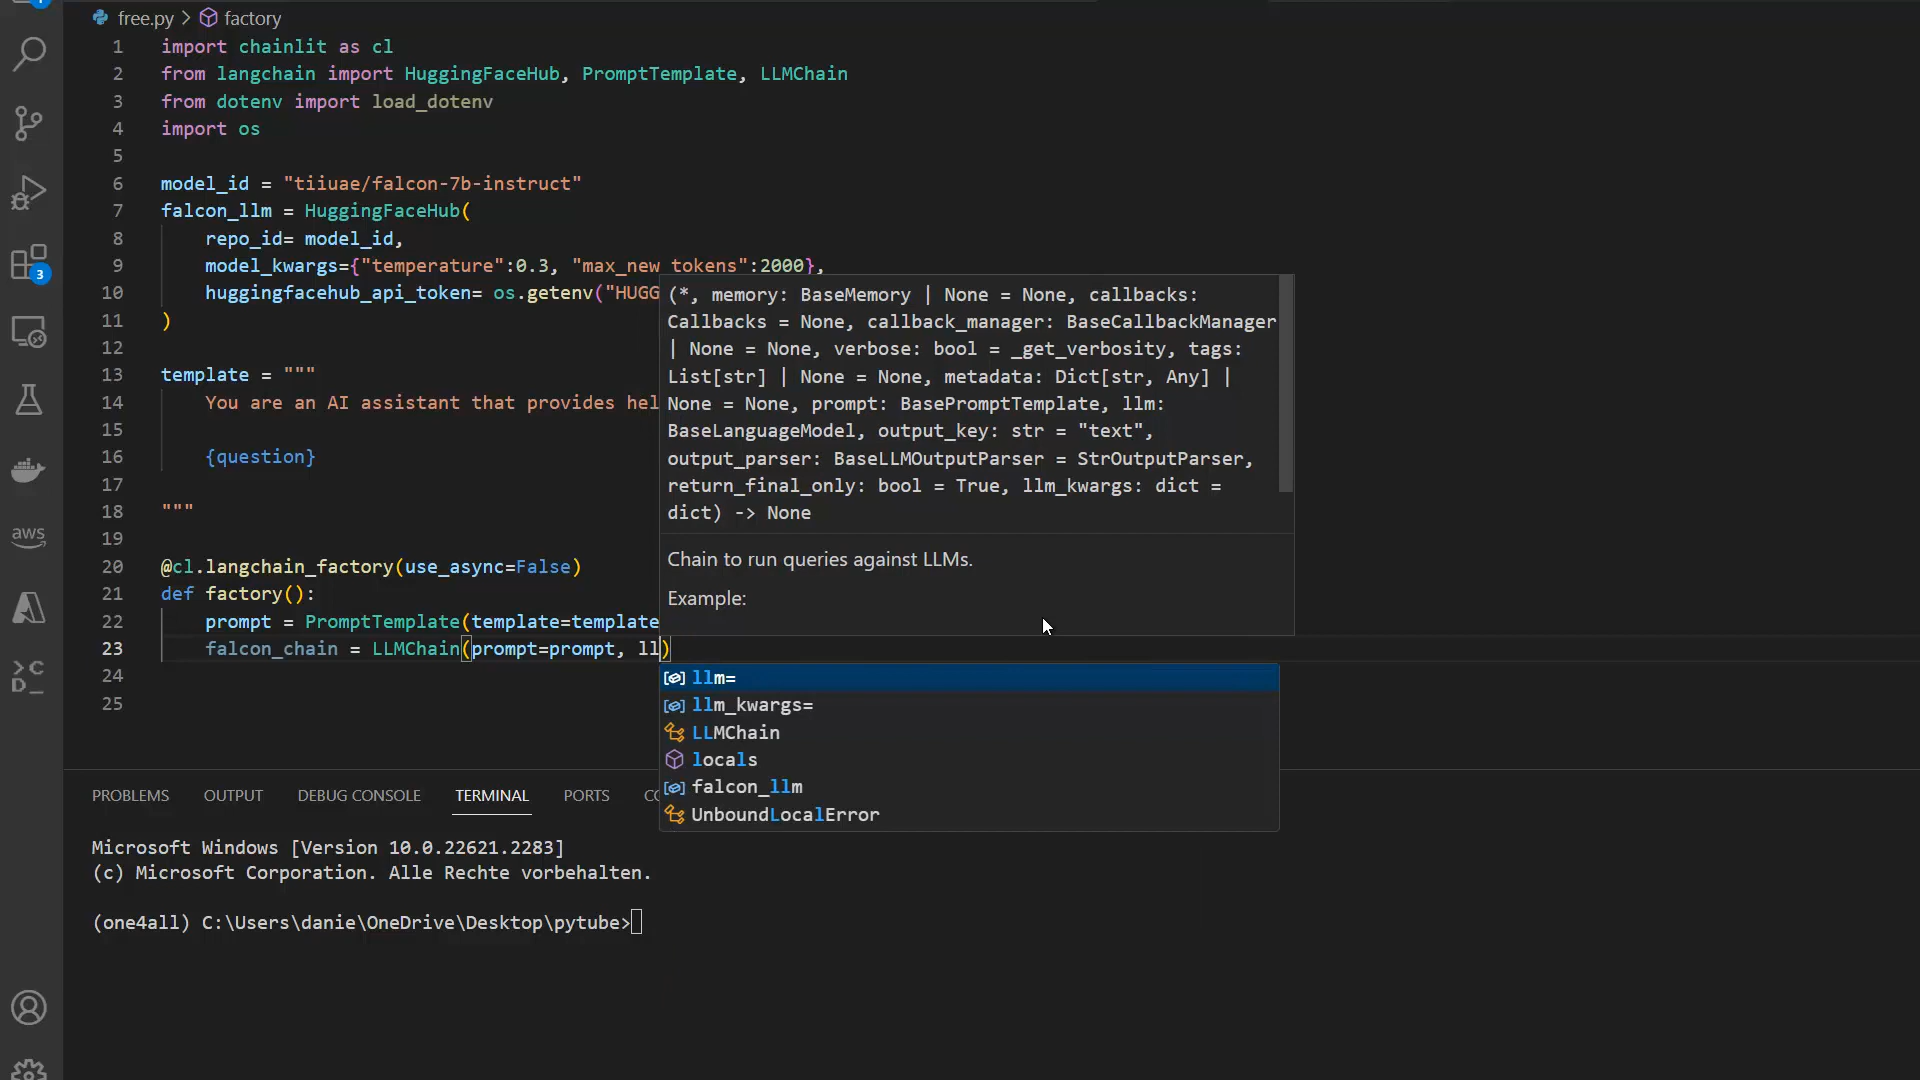 free.py > factory
1 import chainlit as cl
2 from langchain import HuggingFaceHub, PromptTemplate, LLMChain
3 from dotenv import load_dotenv
4 import os
5
6 model_id = "tiiuae/falcon-7b-instruct"
7 falcon_llm = HuggingFaceHub(
8     repo_id= model_id,
9     model_kwargs={"temperature":0.3, "max_new_tokens":2000},
10     huggingfacehub_api_token= os.getenv("HUGG
11 )
12
13 template = """
14     You are an AI assistant that provides hel
15
16     {question}
17
18 """
19
20 @cl.langchain_factory(use_async=False)
21 def factory():
22     prompt = PromptTemplate(template=template
23     falcon_chain = LLMChain(prompt=prompt, ll)
24
25
(*, memory: BaseMemory | None = None, callbacks:
Callbacks = None, callback_manager: BaseCallbackManager
| None = None, verbose: bool = _get_verbosity, tags:
List[str] | None = None, metadata: Dict[str, Any] |
None = None, prompt: BasePromptTemplate, llm:
BaseLanguageModel, output_key: str = "text",
output_parser: BaseLLMOutputParser = StrOutputParser,
return_final_only: bool = True, llm_kwargs: dict =
dict) -> None
Chain to run queries against LLMs.
Example:
llm=
llm_kwargs=
LLMChain
locals
falcon_llm
UnboundLocalError
3
aws
PROBLEMS OUTPUT DEBUG CONSOLE TERMINAL PORTS
Microsoft Windows [Version 10.0.22621.2283]
(c) Microsoft Corporation. Alle Rechte vorbehalten.
(one4all) C:\Users\danie\OneDrive\Desktop\pytube>